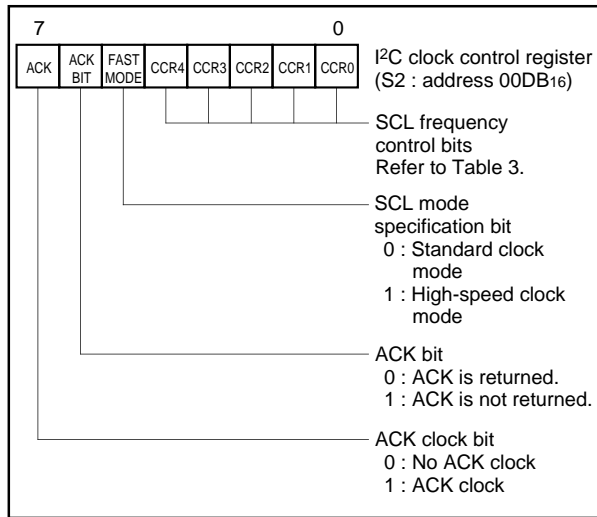 7 0
ACK ACK BIT FAST MODE CCR4 CCR3 CCR2 CCR1 CCR0
I2C clock control register
(S2 : address 00DB16)
SCL frequency
control bits
Refer to Table 3.
SCL mode
specification bit
0 : Standard clock
mode
1 : High-speed clock
mode
ACK bit
0 : ACK is returned.
1 : ACK is not returned.
ACK clock bit
0 : No ACK clock
1 : ACK clock